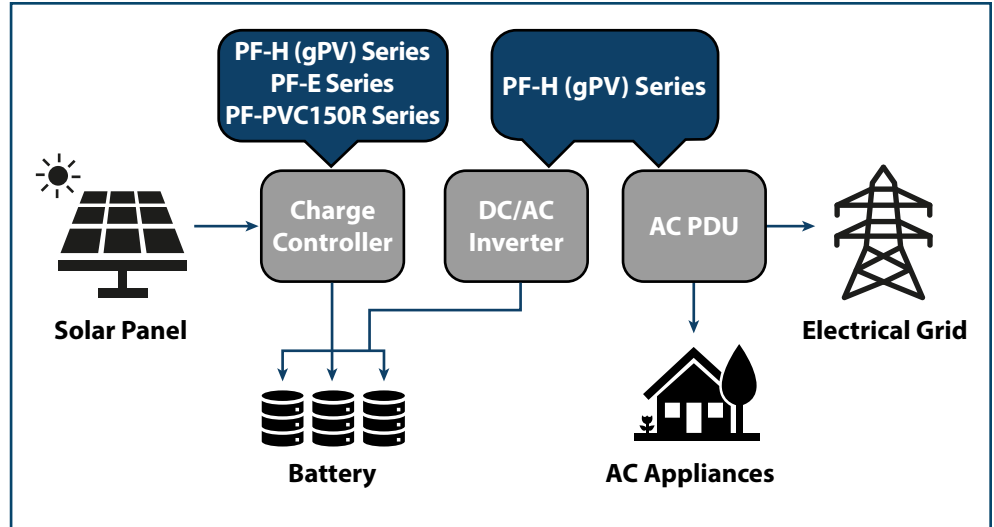 PF-H (gPV) Series
PF-E Series
PF-PVC150R Series
PF-H (gPV) Series
Charge
Controller
DC/AC
Inverter
AC PDU
Solar Panel
Electrical Grid
Battery
AC Appliances